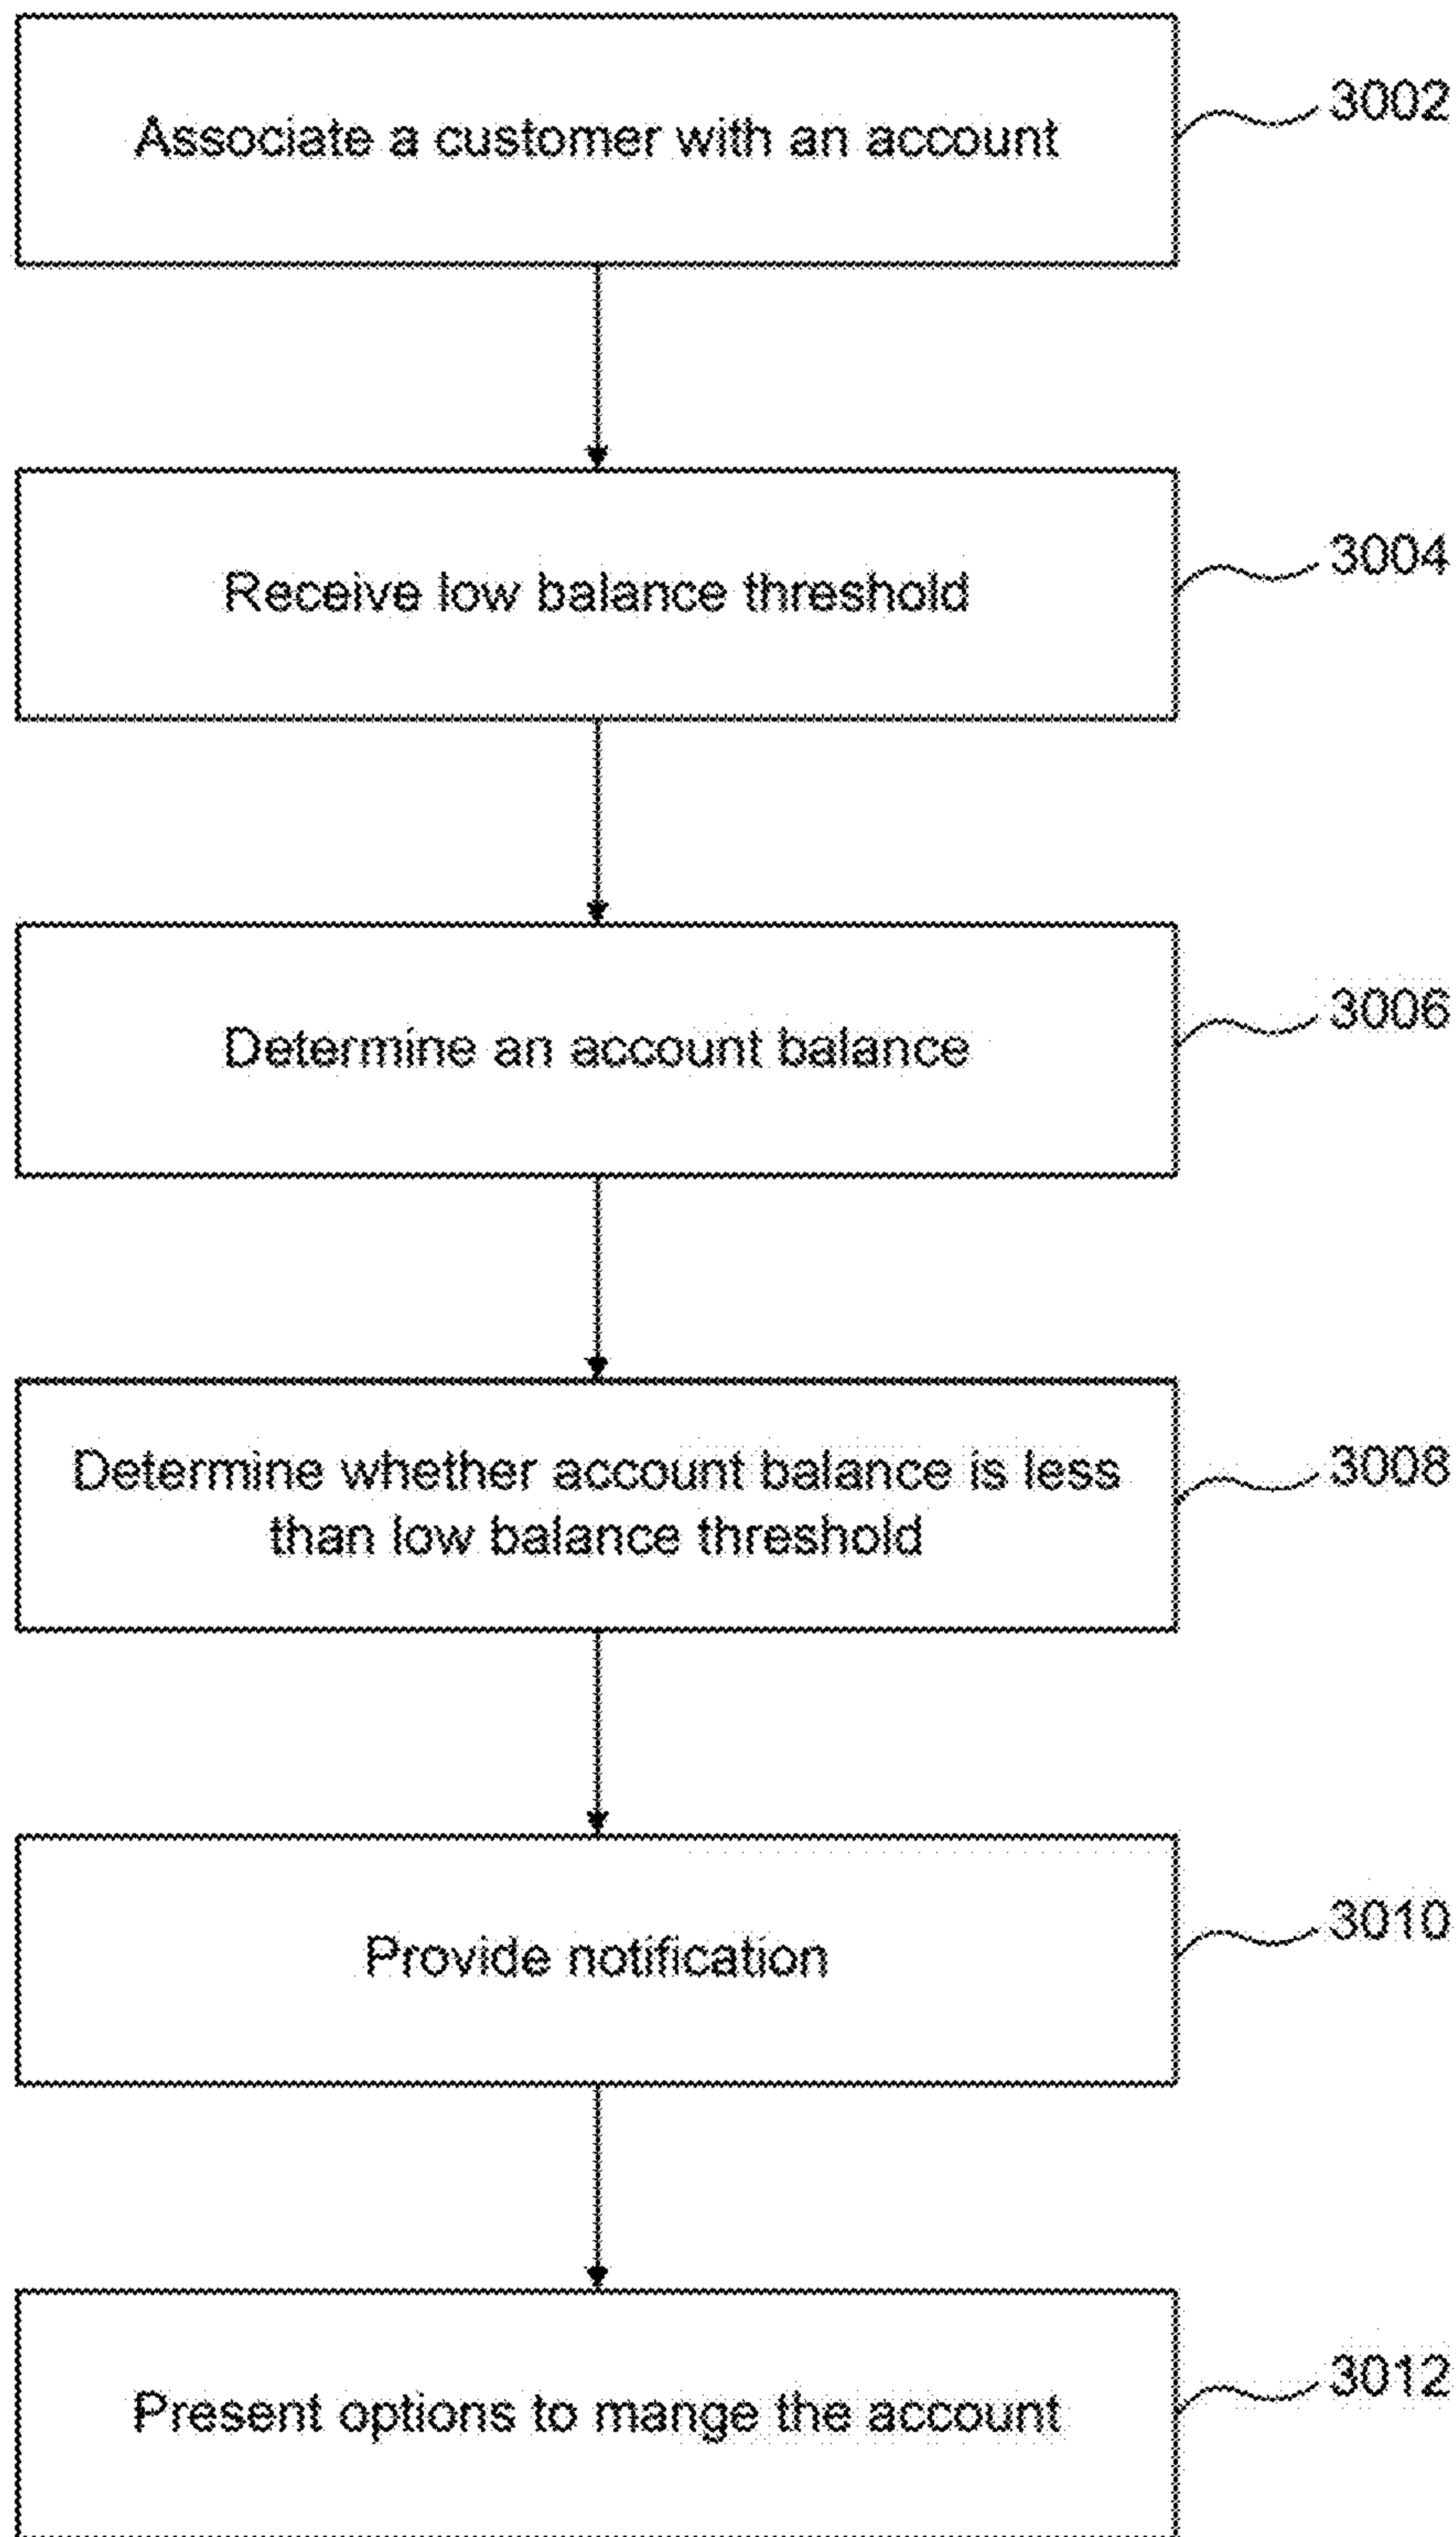 Associate a customer with an account
3002
Receive low balance threshold
3004
Determine an account balance
3006
Determine whether account balance is less
than low balance threshold
3008
Provide notification
3010
Present options to mange the account
3012